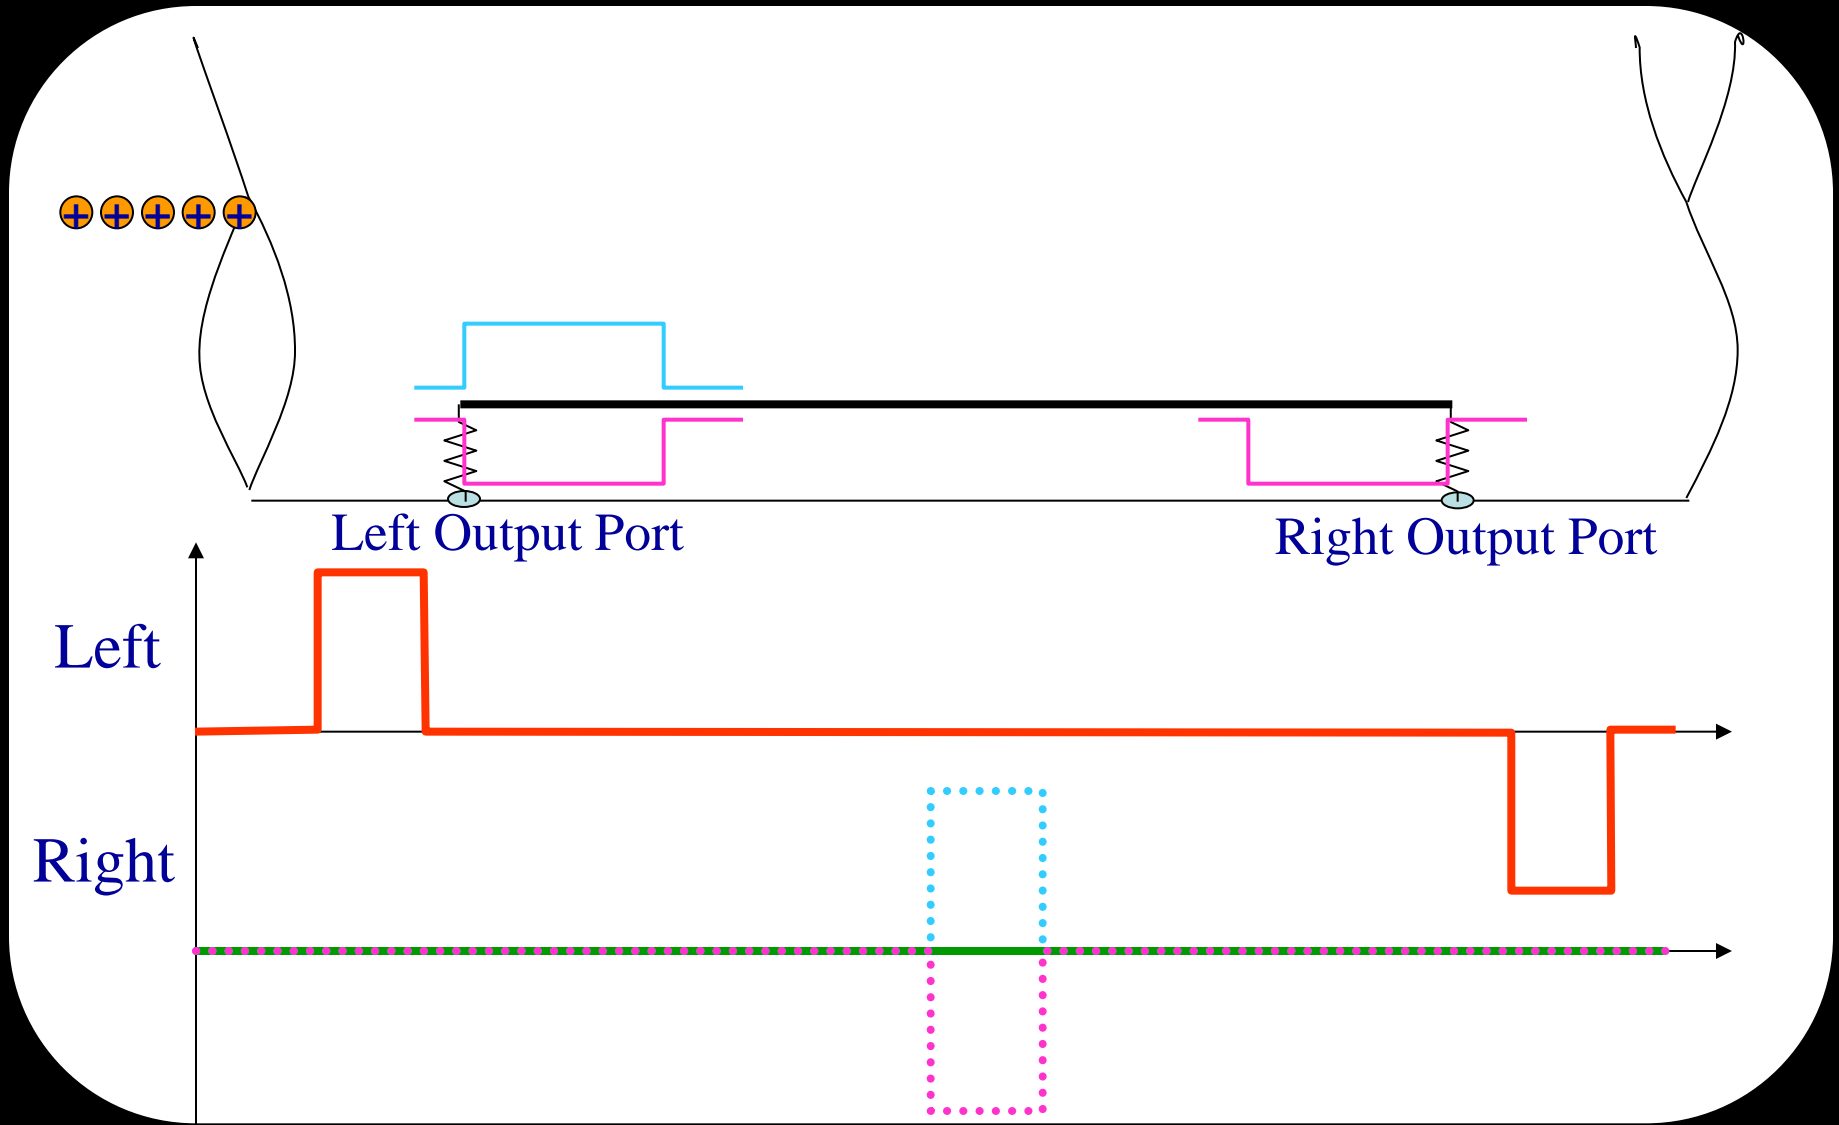 + + + + +
Left Output Port
Right Output Port
Left
Right